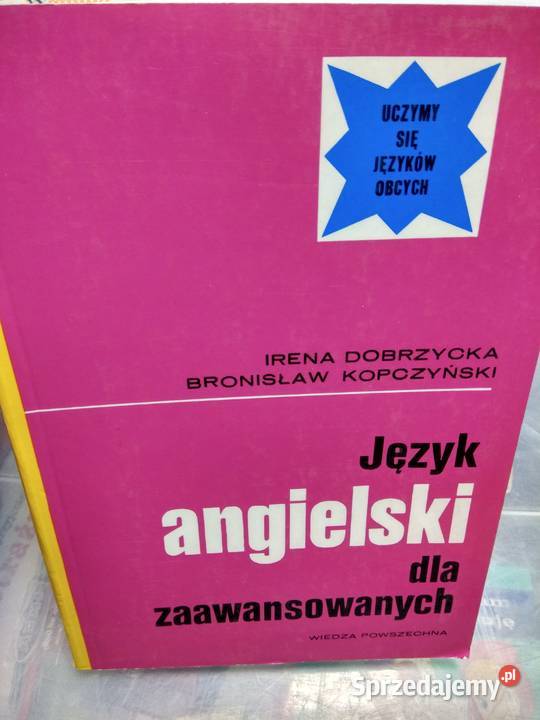 UCZYMY
SIĘ
JĘZYKÓW
OBCYCH
IRENA DOBRZYCKA
BRONISŁAW KOPCZYŃSKI
Język
angielski
dla
zaawansowanych
WIEDZA POWSZECHNA
Sprzedajemy.pl